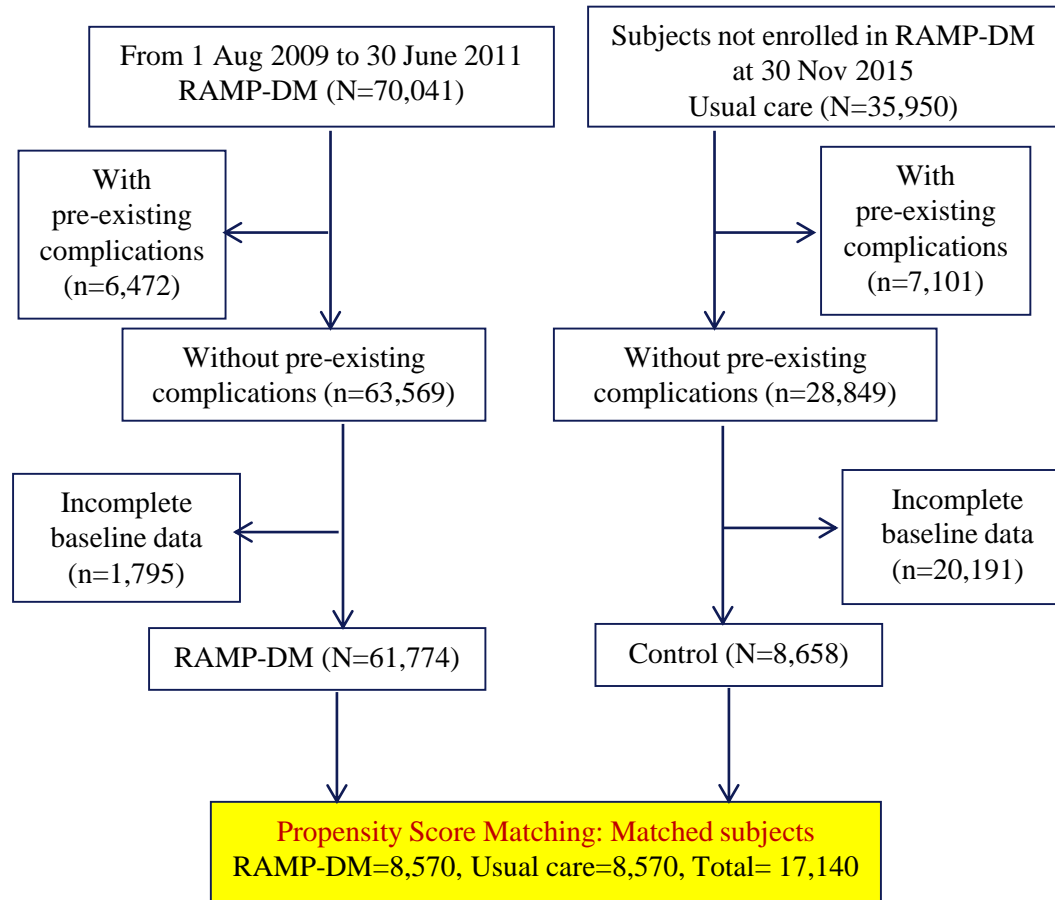 From 1 Aug 2009 to 30 June 2011
RAMP-DM (N=70,041)
Subjects not enrolled in RAMP-DM
at 30 Nov 2015
Usual care (N=35,950)
With
pre-existing
complications
(n=6,472)
With
pre-existing
complications
(n=7,101)
Without pre-existing
complications (n=63,569)
Without pre-existing
complications (n=28,849)
Incomplete
baseline data
(n=1,795)
Incomplete
baseline data
(n=20,191)
RAMP-DM (N=61,774)
Control (N=8,658)
Propensity Score Matching: Matched subjects
RAMP-DM=8,570, Usual care=8,570, Total= 17,140